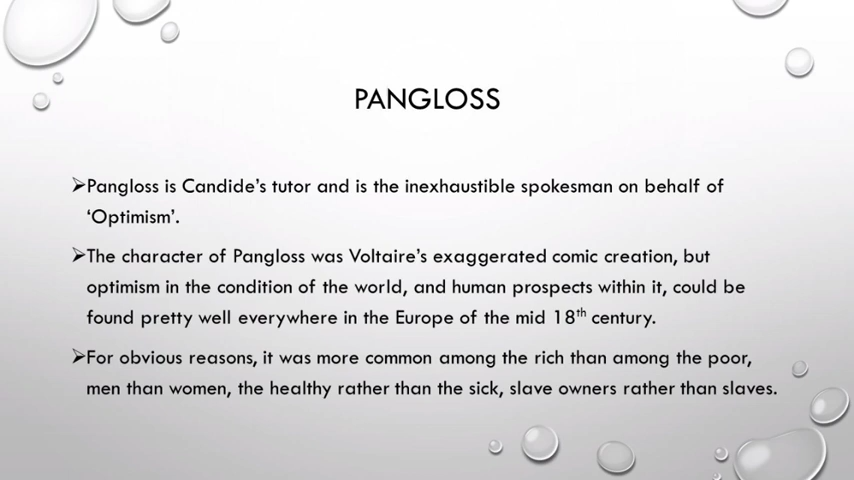 PANGLOSS
➢Pangloss is Candide's tutor and is the inexhaustible spokesman on behalf of
'Optimism'.
➢The character of Pangloss was Voltaire's exaggerated comic creation, but
optimism in the condition of the world, and human prospects within it, could be
found pretty well everywhere in the Europe of the mid 18th century.
➢For obvious reasons, it was more common among the rich than among the poor,
men than women, the healthy rather than the sick, slave owners rather than slaves.